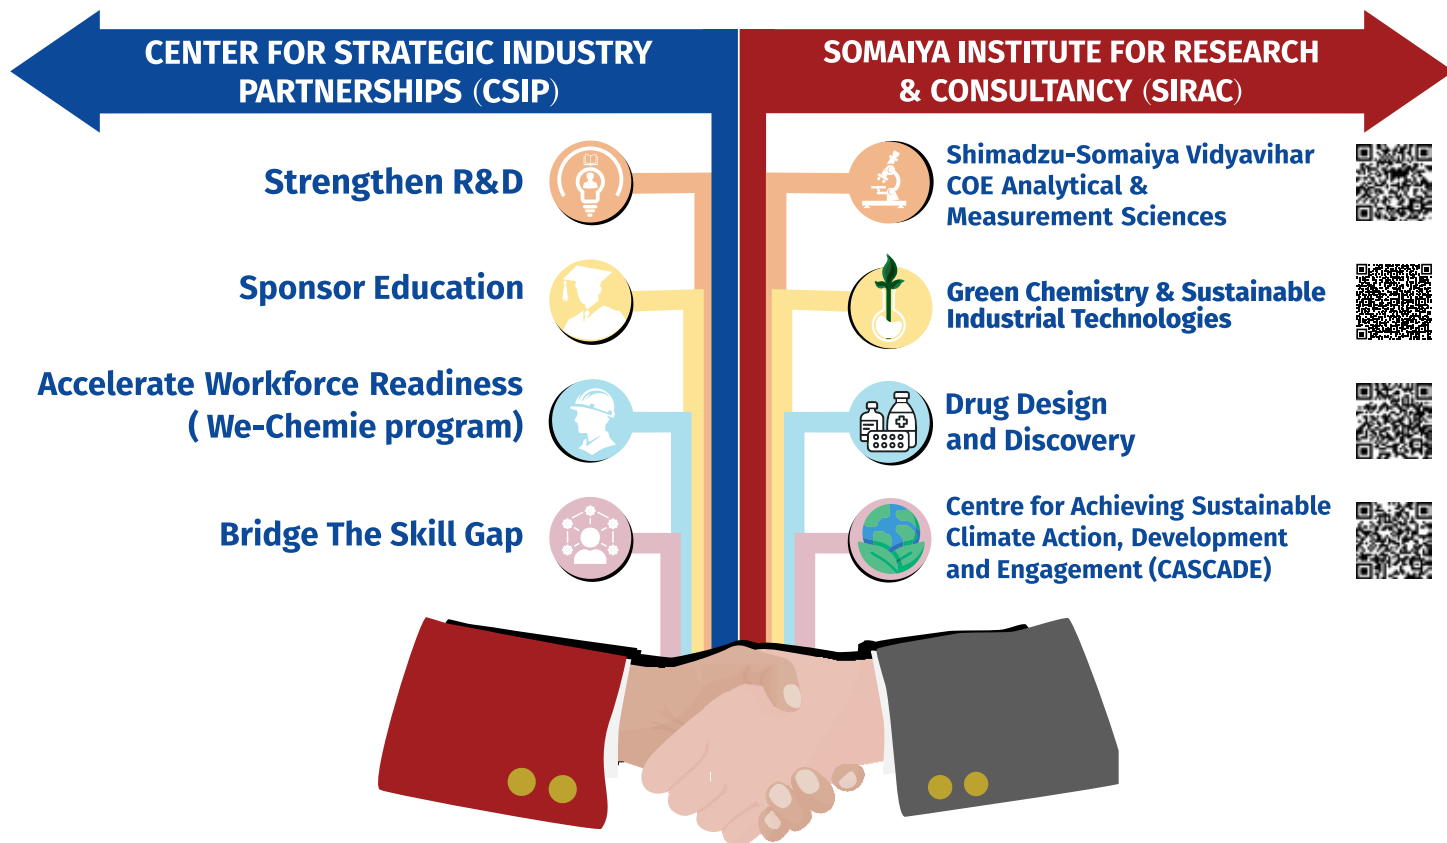 CENTER FOR STRATEGIC INDUSTRY
PARTNERSHIPS (CSIP)
Strengthen R&D
Sponsor Education
Accelerate Workforce Readiness
( We-Chemie program)
Bridge The Skill Gap
SOMAIYA INSTITUTE FOR RESEARCH
& CONSULTANCY (SIRAC)
Shimadzu-Somaiya Vidyavihar
COE Analytical &
Measurement Sciences
Green Chemistry & Sustainable
Industrial Technologies
Drug Design
and Discovery
Centre for Achieving Sustainable
Climate Action, Development
and Engagement (CASCADE)